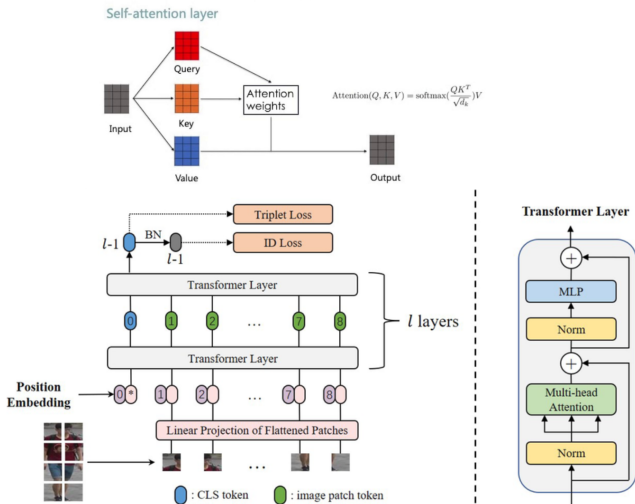 Self-attention layer
Query
Attention
weights
Attention(Q, K, V) = softmax(QK^T / √d_k)V
Input
Key
Value
Output
Triplet Loss
l-1
BN
ID Loss
l-1
Transformer Layer
0 1 2 ... 7 8
l layers
Transformer Layer
Position
Embedding
0 * 1 2 ... 7 8
Linear Projection of Flattened Patches
...
: CLS token
: image patch token
Transformer Layer
+
MLP
Norm
+
Multi-head
Attention
Norm